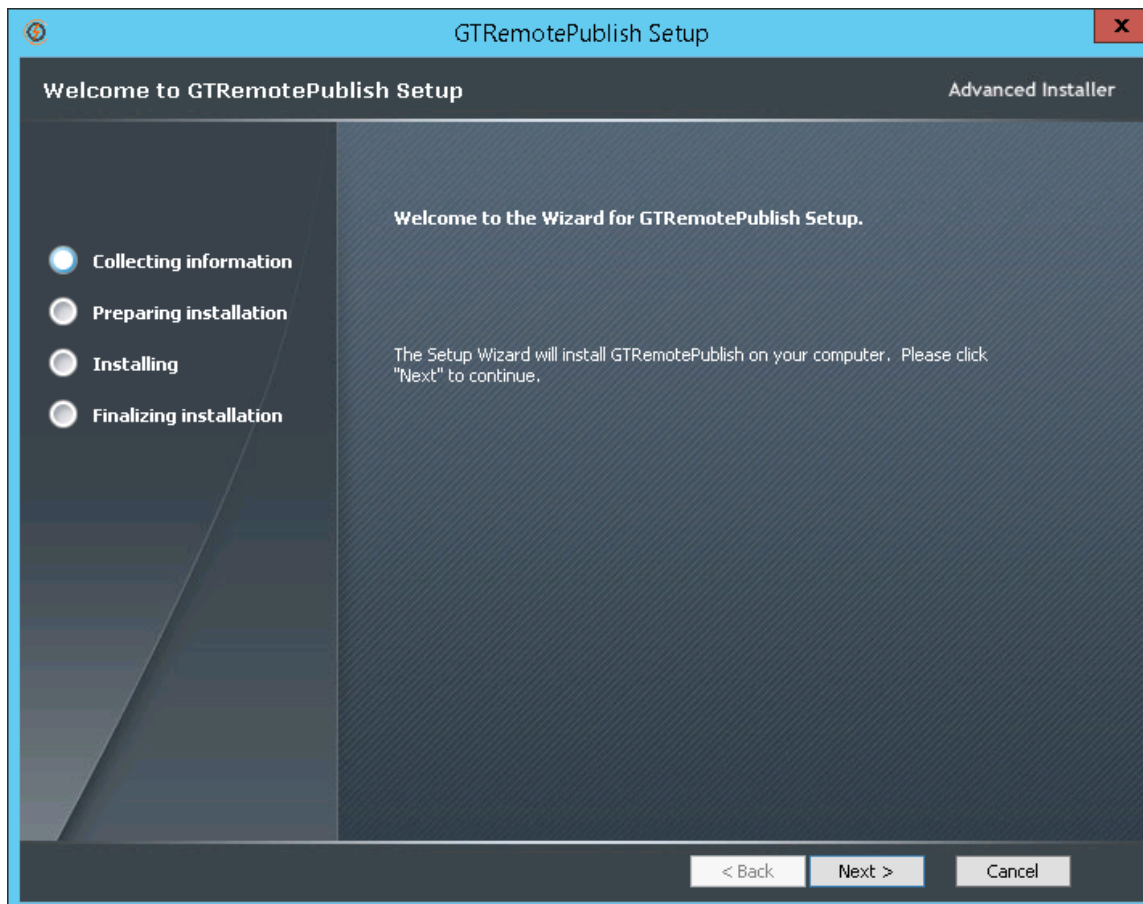 GTRemotePublish Setup
x
Welcome to GTRemotePublish Setup
Advanced Installer
Welcome to the Wizard for GTRemotePublish Setup.
Collecting information
Preparing installation
Installing
Finalizing installation
The Setup Wizard will install GTRemotePublish on your computer.  Please click
"Next" to continue.
< Back
Next >
Cancel